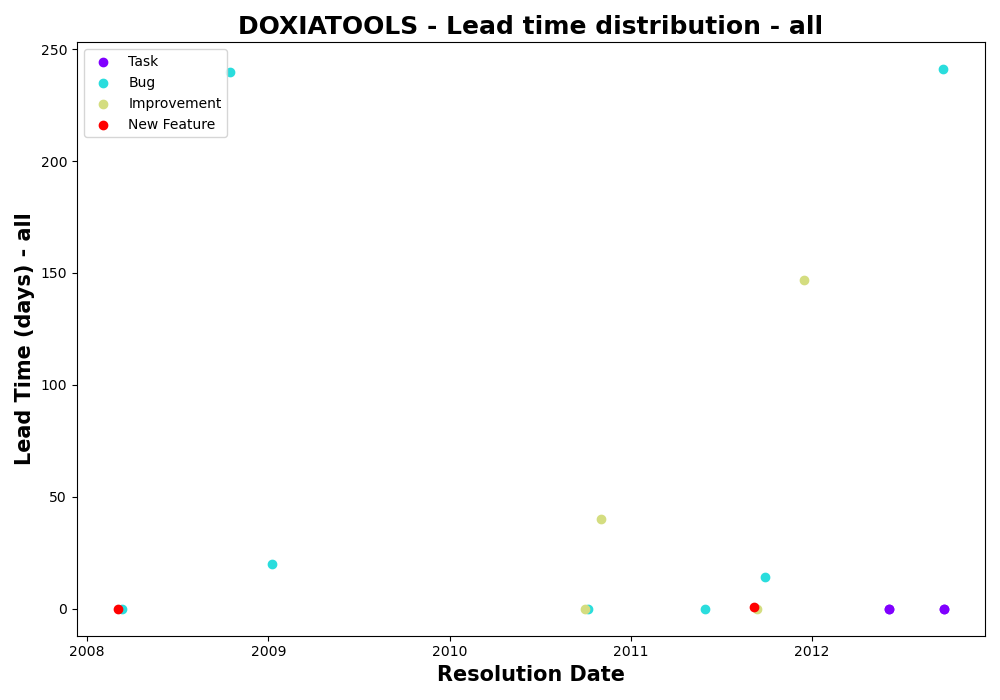 DOXIATOOLS - Lead time distribution - all
Task
Bug
Improvement
New Feature
Lead Time (days) - all
250
200
150
100
50
0
2008
2009
2010
2011
2012
Resolution Date